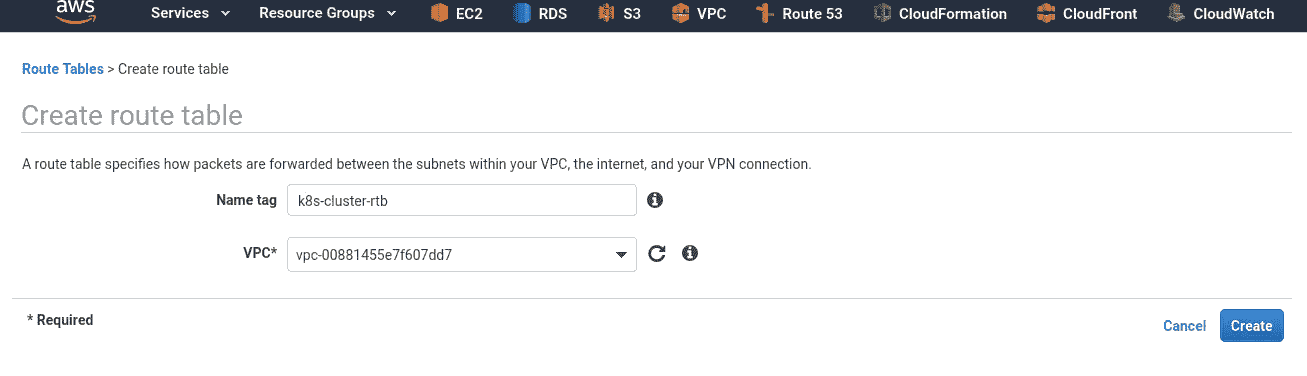 aws Services Resource Groups EC2 RDS S3 VPC Route 53 CloudFormation CloudFront CloudWatch
Route Tables > Create route table
Create route table
A route table specifies how packets are forwarded between the subnets within your VPC, the internet, and your VPN connection.
Name tag k8s-cluster-rtb
VPC* vpc-00881455e7f607dd7
* Required
Cancel Create